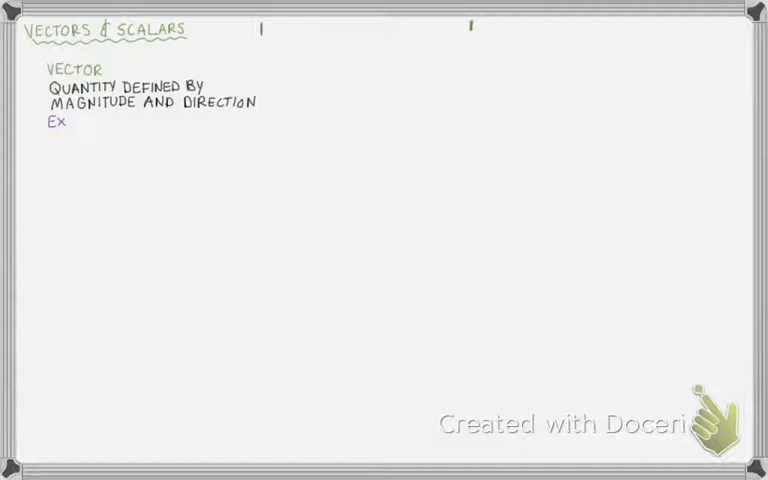 VECTORS & SCALARS
VECTOR
QUANTITY DEFINED BY
MAGNITUDE AND DIRECTION
Ex
Created with Doceri